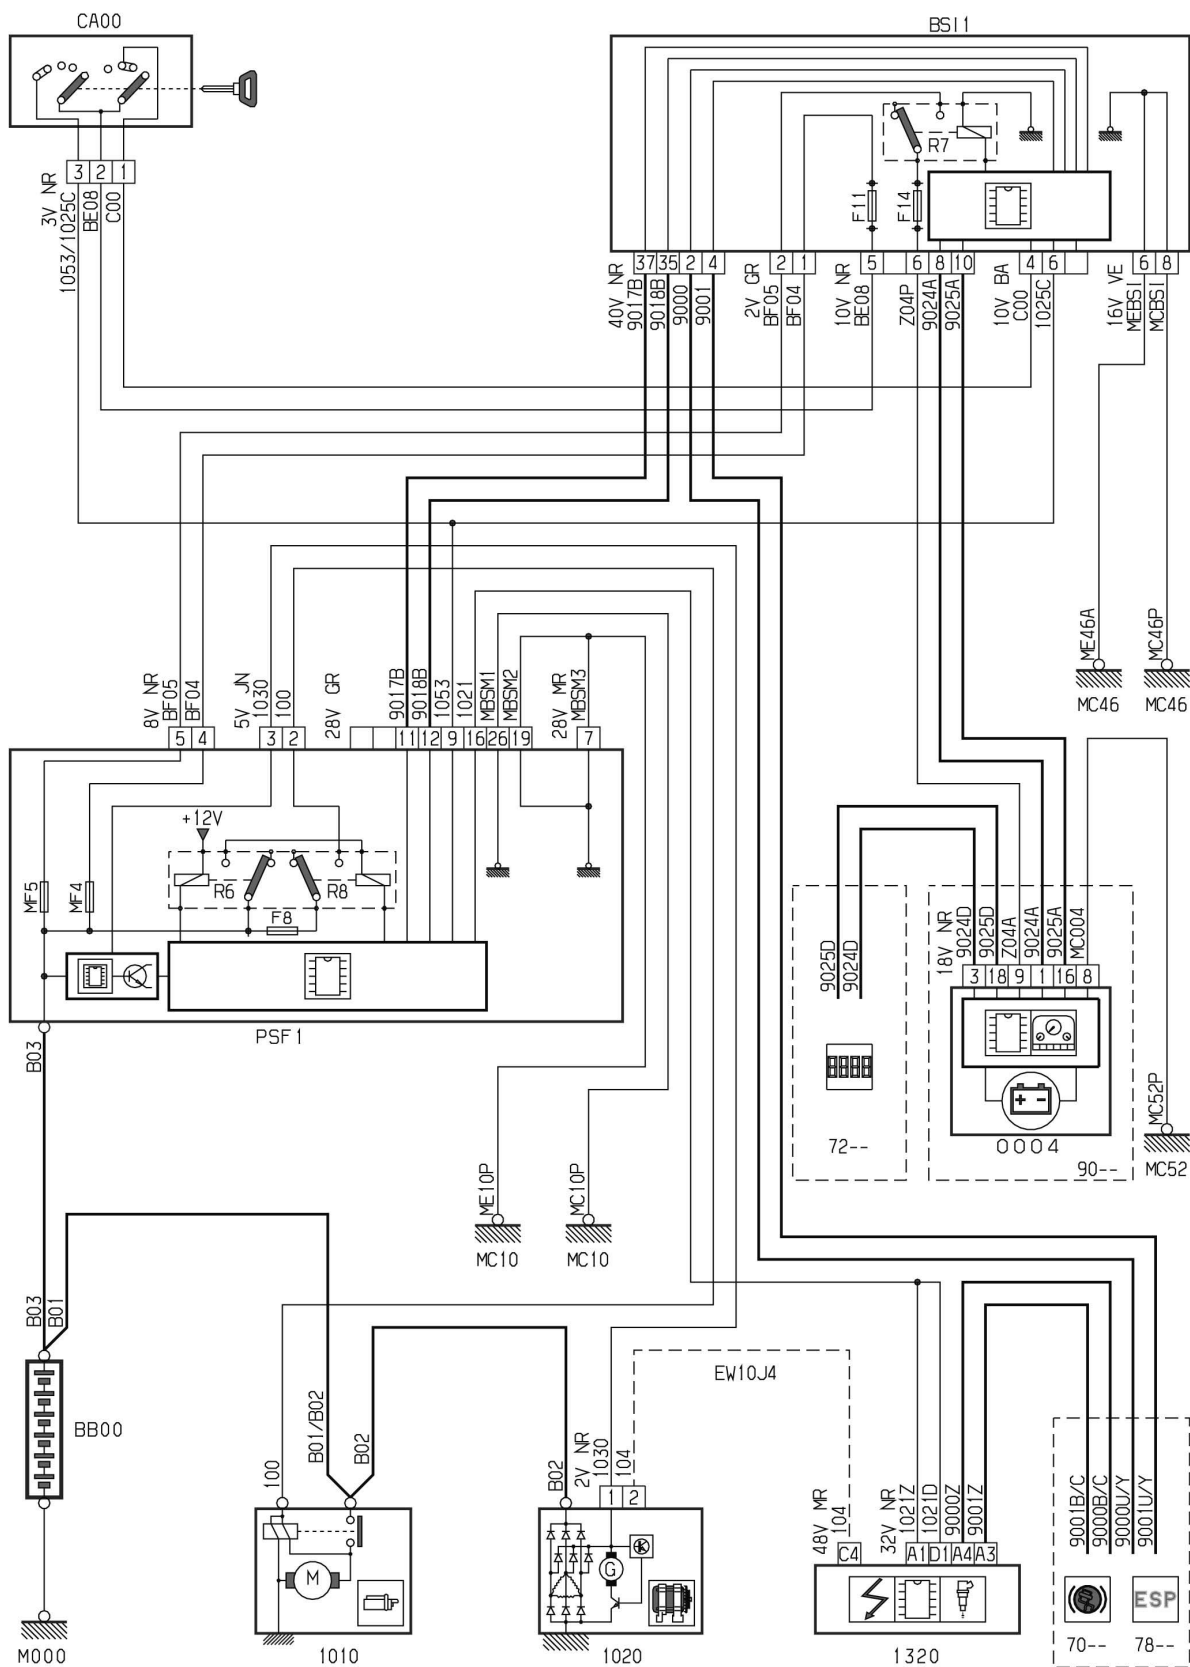 CA00
BSI1
R7
F11
F14
3 2 1
3V NR
1053/1025C
BE08
C00
37 35 2 4
2 1
5
6 8 10
4 6
6 8
40V NR
9017B
9018B
9000
9001
2V GR
BF05
BF04
10V NR
BE08
Z04P
9024A
9025A
10V BA
C00
1025C
16V VE
MEBSI
MCBSI
ME46A
MC46P
MC46
MC46
8V NR
BF05
BF04
5V JN
1030
100
28V GR
9017B
9018B
1053
1021
MBSM1
MBSM2
28V MR
MBSM3
5 4
3 2
11 12 9 16 26 19
7
+12V
MF5
MF4
R6
R8
F8
PSF1
B03
9025D
9024D
72--
18V NR
9024D
9025D
Z04A
9024A
9025A
MC004
3 18 9 1 16 8
+ -
0004
90--
MC52P
MC52
ME10P
MC10P
MC10
MC10
B03
B01
BB00
M000
EW10J4
100
B01/B02
B02
M
1010
B02
2V NR
1030
104
1 2
G
1020
48V MR
104
32V NR
1021Z
1021D
9000Z
9001Z
C4
A1 D1 A4 A3
1320
9001B/C
9000B/C
9000U/Y
9001U/Y
ESP
70--
78--